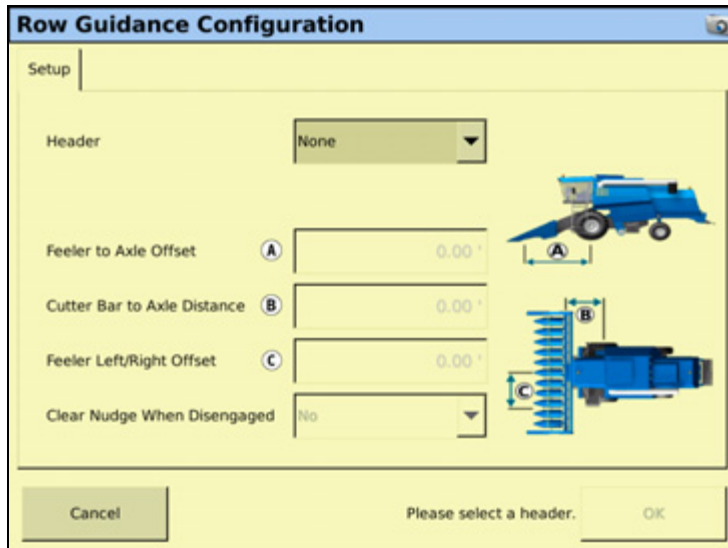 Row Guidance Configuration
Setup
Header
None
Feeler to Axle Offset
A
0.00 '
A
Cutter Bar to Axle Distance
B
0.00 '
B
Feeler Left/Right Offset
C
0.00 '
C
Clear Nudge When Disengaged
No
Cancel
Please select a header.
OK